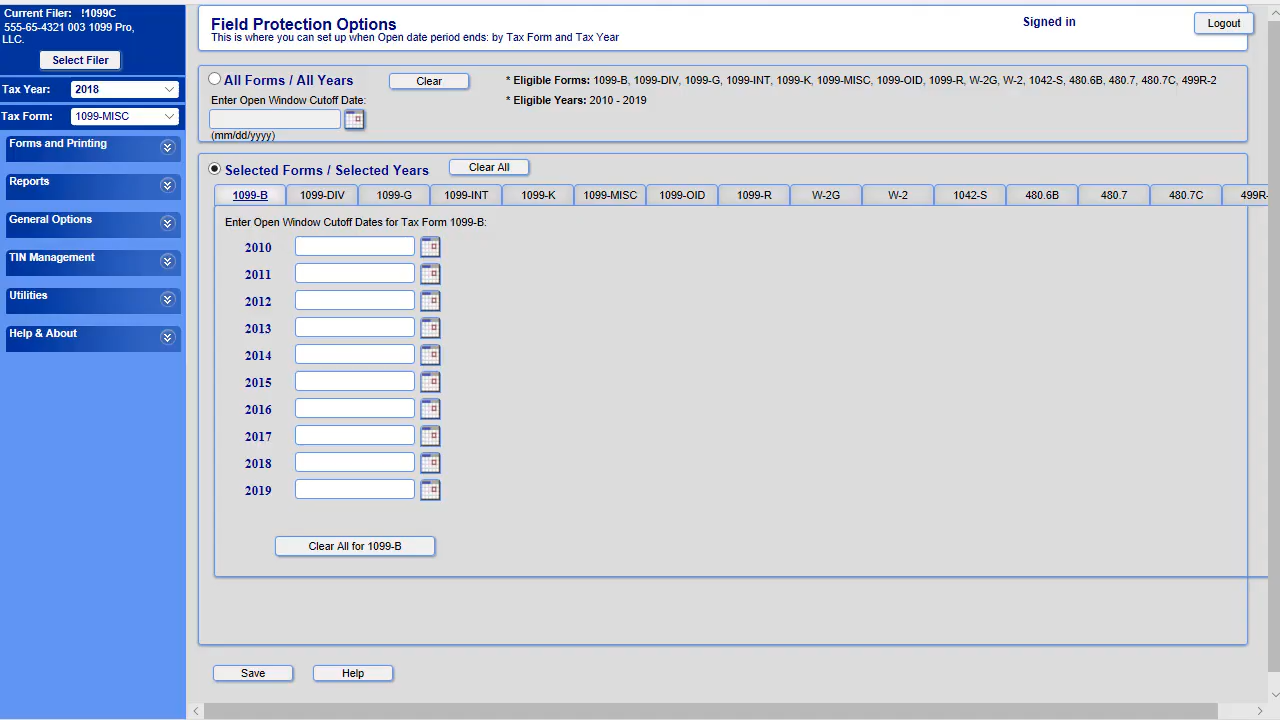 Current Filer: !1099C
555-65-4321 003 1099 Pro,
LLC.
Select Filer
Tax Year: 2018
Tax Form: 1099-MISC
Forms and Printing
Reports
General Options
TIN Management
Utilities
Help & About
Field Protection Options
This is where you can set up when Open date period ends: by Tax Form and Tax Year
Signed in
Logout
All Forms / All Years
Clear
* Eligible Forms: 1099-B, 1099-DIV, 1099-G, 1099-INT, 1099-K, 1099-MISC, 1099-OID, 1099-R, W-2G, W-2, 1042-S, 480.6B, 480.7, 480.7C, 499R-2
Enter Open Window Cutoff Date:
* Eligible Years: 2010 - 2019
(mm/dd/yyyy)
Selected Forms / Selected Years
Clear All
1099-B 1099-DIV 1099-G 1099-INT 1099-K 1099-MISC 1099-OID 1099-R W-2G W-2 1042-S 480.6B 480.7 480.7C 499R-
Enter Open Window Cutoff Dates for Tax Form 1099-B:
2010
2011
2012
2013
2014
2015
2016
2017
2018
2019
Clear All for 1099-B
Save
Help